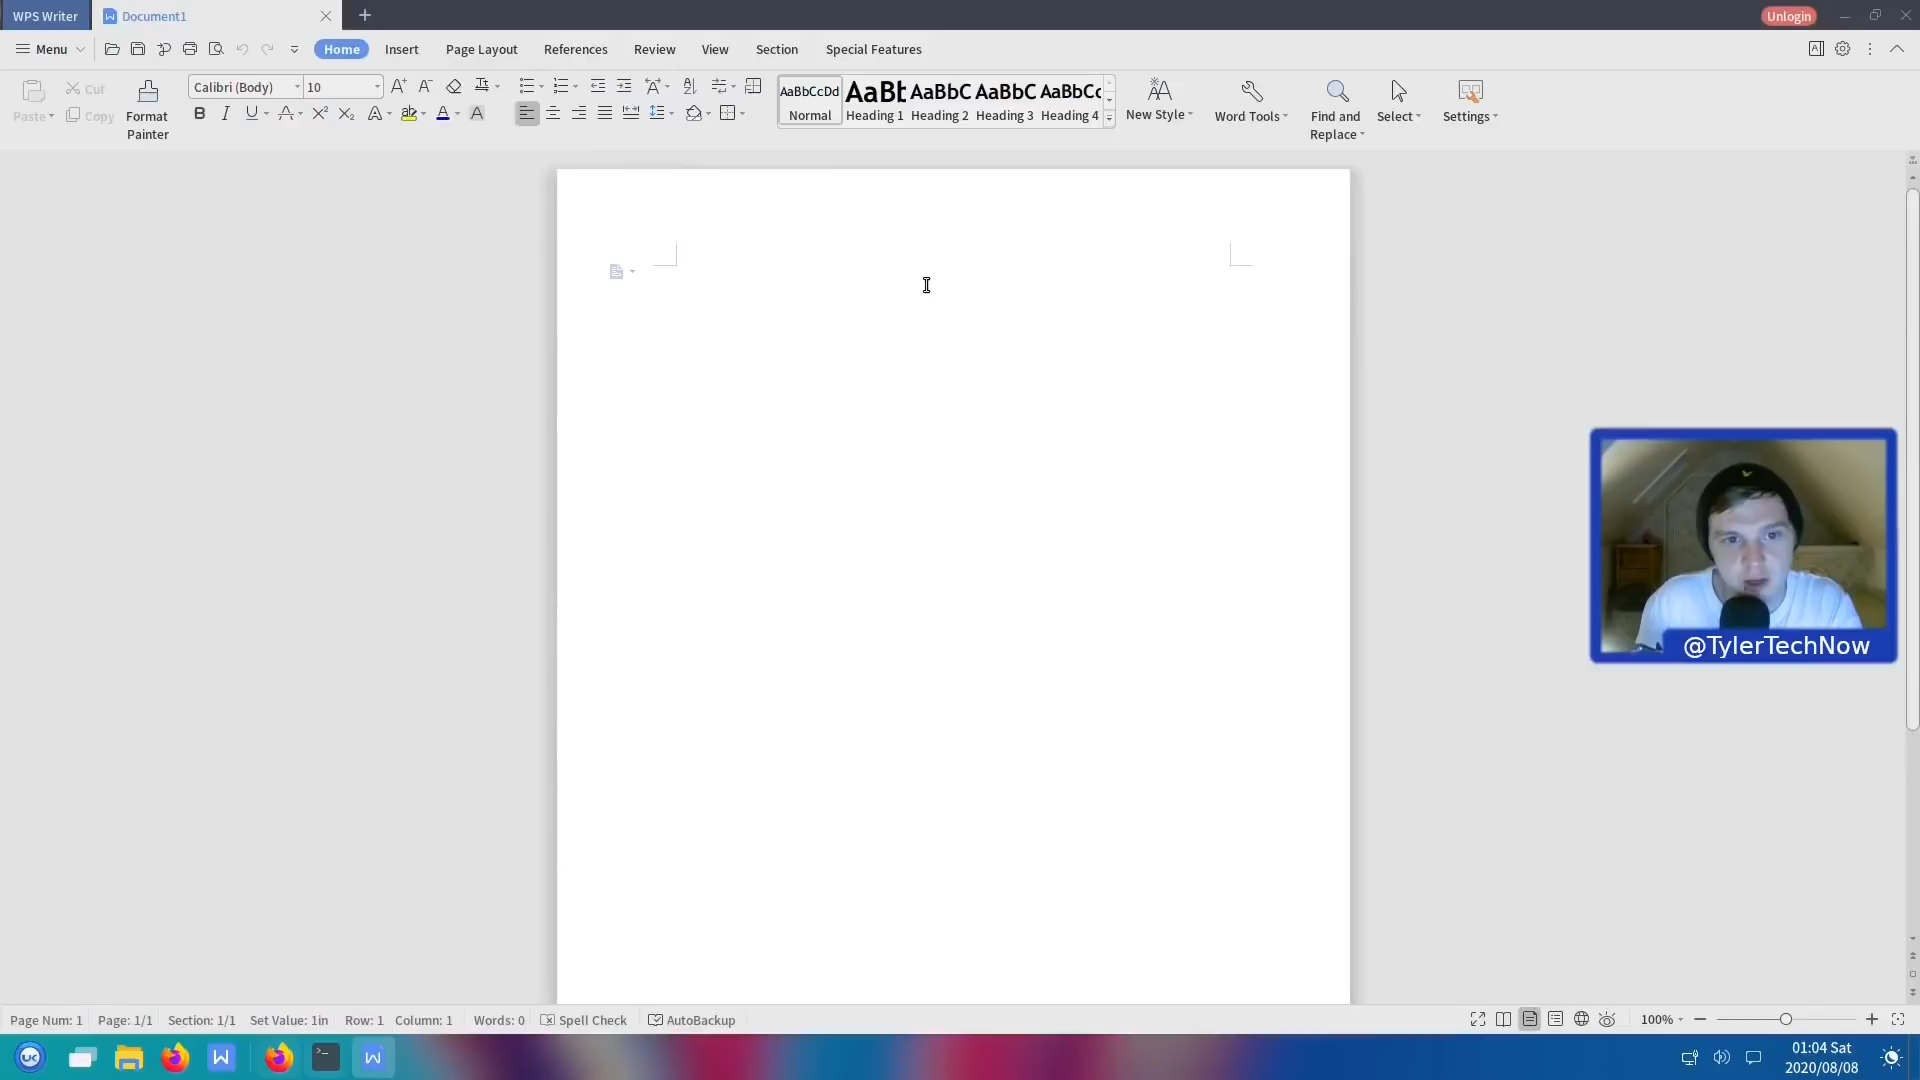 WPS Writer
Document1
Unlogin
Menu
Home
Insert
Page Layout
References
Review
View
Section
Special Features
Paste
Cut
Copy
Format
Painter
Calibri (Body)
10
AaBbCcDd
Normal
AaBb
Heading 1
AaBbC
Heading 2
AaBbC
Heading 3
AaBbCc
Heading 4
New Style
Word Tools
Find and
Replace
Select
Settings
@TylerTechNow
Page Num: 1
Page: 1/1
Section: 1/1
Set Value: 1in
Row: 1
Column: 1
Words: 0
Spell Check
AutoBackup
100%
01:04 Sat
2020/08/08